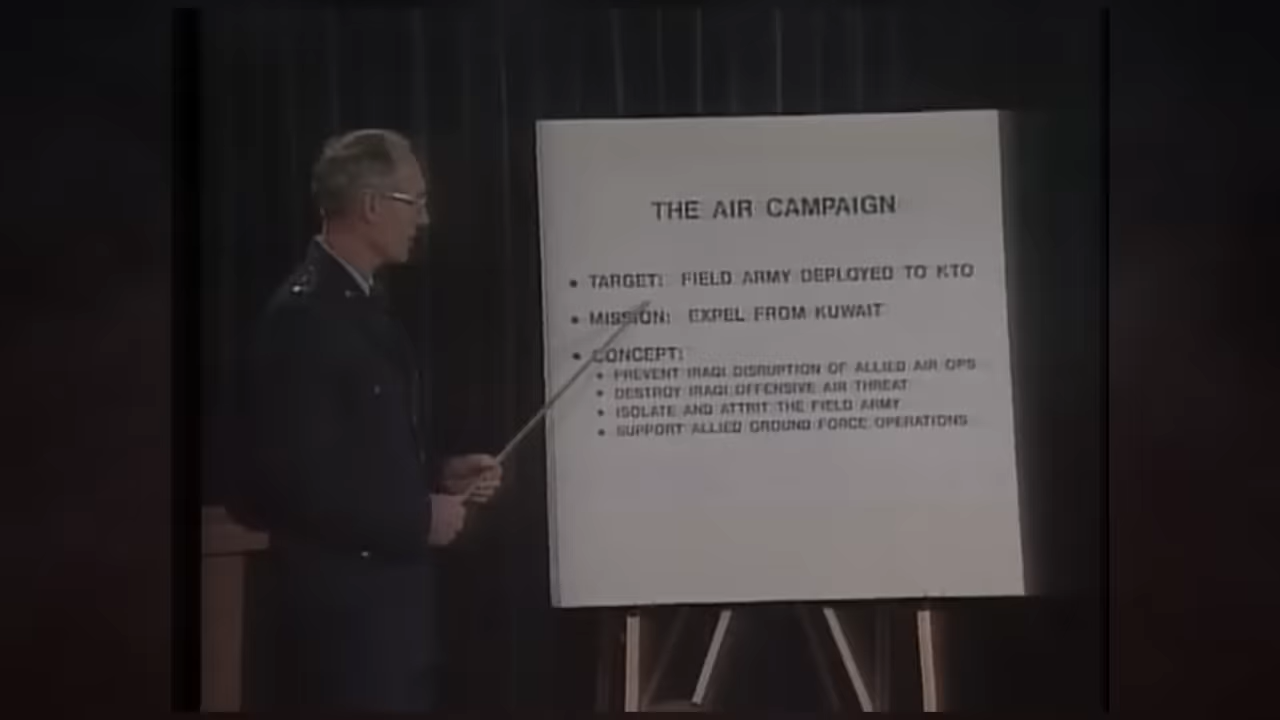 THE AIR CAMPAIGN
• TARGET: FIELD ARMY DEPLOYED TO KTO
• MISSION: EXPEL FROM KUWAIT
• CONCEPT:
• PREVENT IRAQI DISRUPTION OF ALLIED AIR OPS
• DESTROY IRAQI OFFENSIVE AIR THREAT
• ISOLATE AND ATTRIT THE FIELD ARMY
• SUPPORT ALLIED GROUND FORCE OPERATIONS